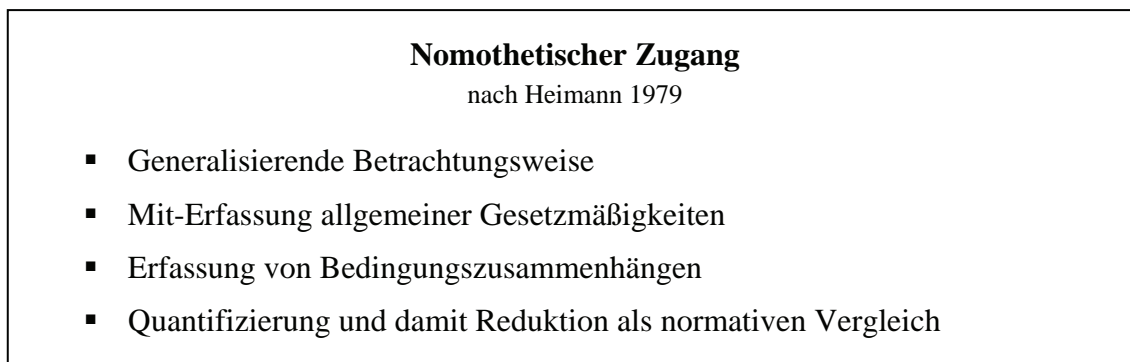 Nomothetischer Zugang
nach Heimann 1979
▪ Generalisierende Betrachtungsweise
▪ Mit-Erfassung allgemeiner Gesetzmäßigkeiten
▪ Erfassung von Bedingungszusammenhängen
▪ Quantifizierung und damit Reduktion als normativen Vergleich